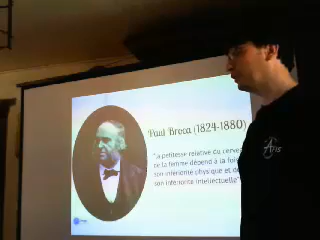 Paul Broca (1824-1880)
"la petitesse relative du cerveau
de la femme dépend à la fois
son infériorité physique et de
son infériorité intellectuelle"